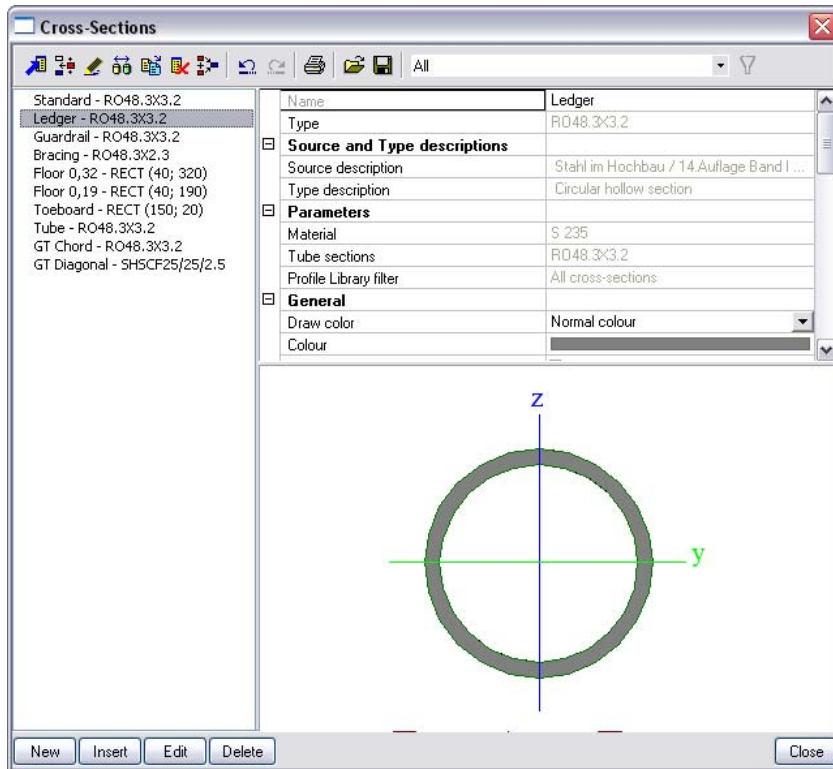 Cross-Sections
All
Standard - RO48.3X3.2
Ledger - RO48.3X3.2
Guardrail - RO48.3X3.2
Bracing - RO48.3X2.3
Floor 0,32 - RECT (40; 320)
Floor 0,19 - RECT (40; 190)
Toeboard - RECT (150; 20)
Tube - RO48.3X3.2
GT Chord - RO48.3X3.2
GT Diagonal - SHSCF25/25/2.5
Name Ledger
Type RO48.3X3.2
Source and Type descriptions
Source description Stahl im Hochbau / 14.Auflage Band I ...
Type description Circular hollow section
Parameters
Material S 235
Tube sections RO48.3X3.2
Profile Library filter All cross-sections
General
Draw color Normal colour
Colour
z
y
New Insert Edit Delete Close